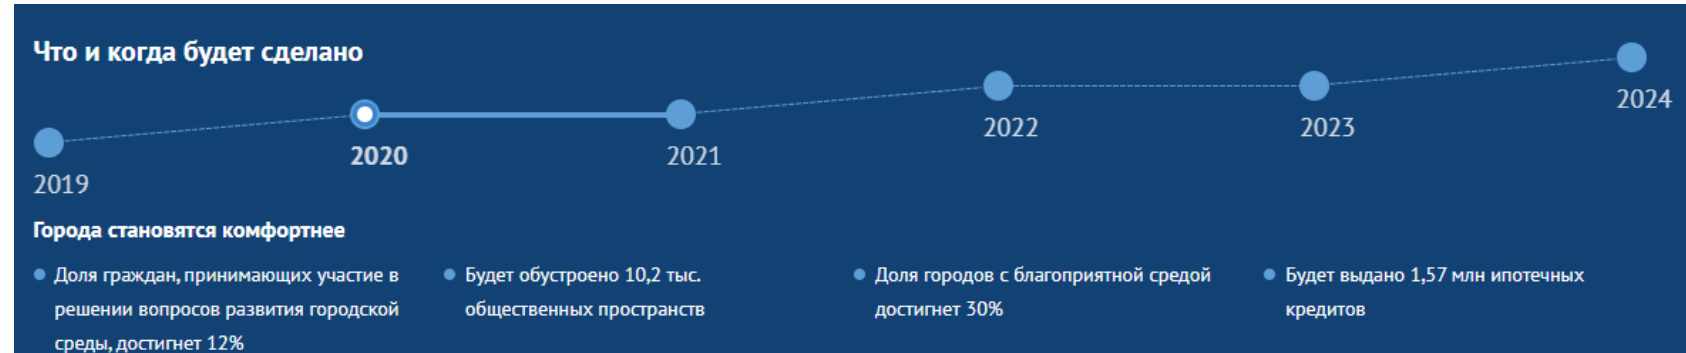 Что и когда будет сделано
2019
2020
2021
2022
2023
2024
Города становятся комфортнее
Доля граждан, принимающих участие в
решении вопросов развития городской
среды, достигнет 12%
Будет обустроено 10,2 тыс.
общественных пространств
Доля городов с благоприятной средой
достигнет 30%
Будет выдано 1,57 млн ипотечных
кредитов